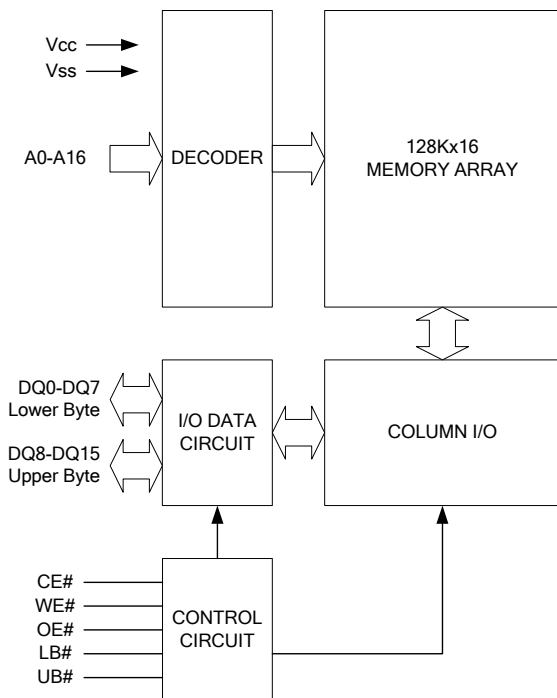 Vcc
Vss
A0-A16
DECODER
128Kx16
MEMORY ARRAY
DQ0-DQ7
Lower Byte
DQ8-DQ15
Upper Byte
I/O DATA
CIRCUIT
COLUMN I/O
CE#
WE#
OE#
LB#
UB#
CONTROL
CIRCUIT